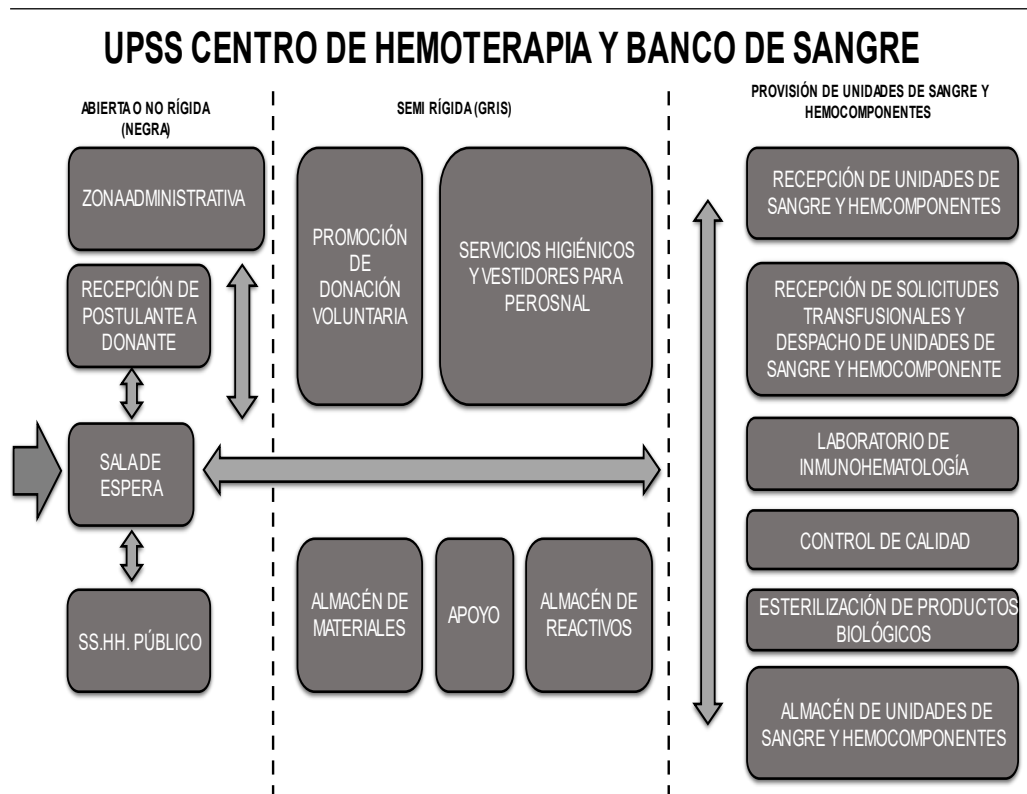 UPSS CENTRO DE HEMOTERAPIA Y BANCO DE SANGRE
ABIERTA O NO RÍGIDA
(NEGRA)
ZONA ADMINISTRATIVA
RECEPCIÓN DE
POSTULANTE A
DONANTE
SALA DE
ESPERA
SS.HH. PÚBLICO
SEMI RÍGIDA (GRIS)
PROMOCIÓN
DE
DONACIÓN
VOLUNTARIA
SERVICIOS HIGIÉNICOS
Y VESTIDORES PARA
PEROSNAL
ALMACÉN DE
MATERIALES
APOYO
ALMACÉN DE
REACTIVOS
PROVISIÓN DE UNIDADES DE SANGRE Y
HEMOCOMPONENTES
RECEPCIÓN DE UNIDADES DE
SANGRE Y HEMCOMPONENTES
RECEPCIÓN DE SOLICITUDES
TRANSFUSIONALES Y
DESPACHO DE UNIDADES DE
SANGRE Y HEMOCOMPONENTE
LABORATORIO DE
INMUNOHEMATOLOGÍA
CONTROL DE CALIDAD
ESTERILIZACIÓN DE PRODUCTOS
BIOLÓGICOS
ALMACÉN DE UNIDADES DE
SANGRE Y HEMOCOMPONENTES